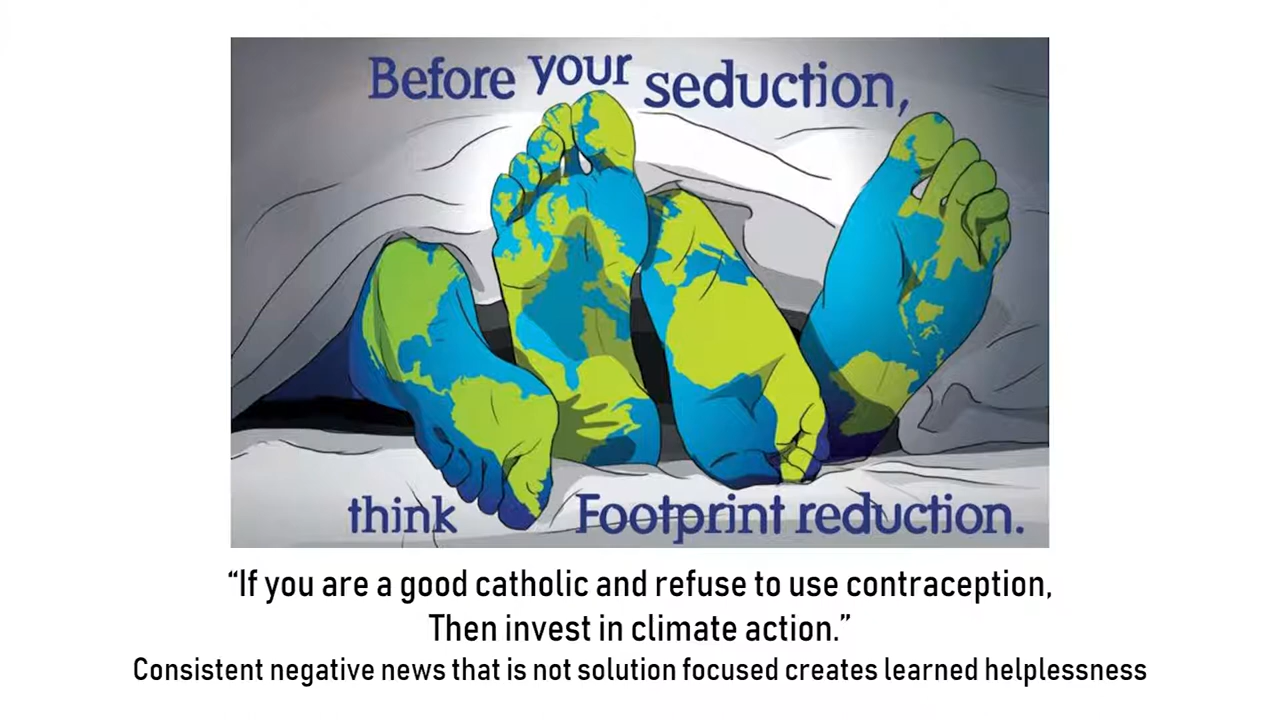 Before your seduction,
think Footprint reduction.
“If you are a good catholic and refuse to use contraception,
Then invest in climate action.”
Consistent negative news that is not solution focused creates learned helplessness